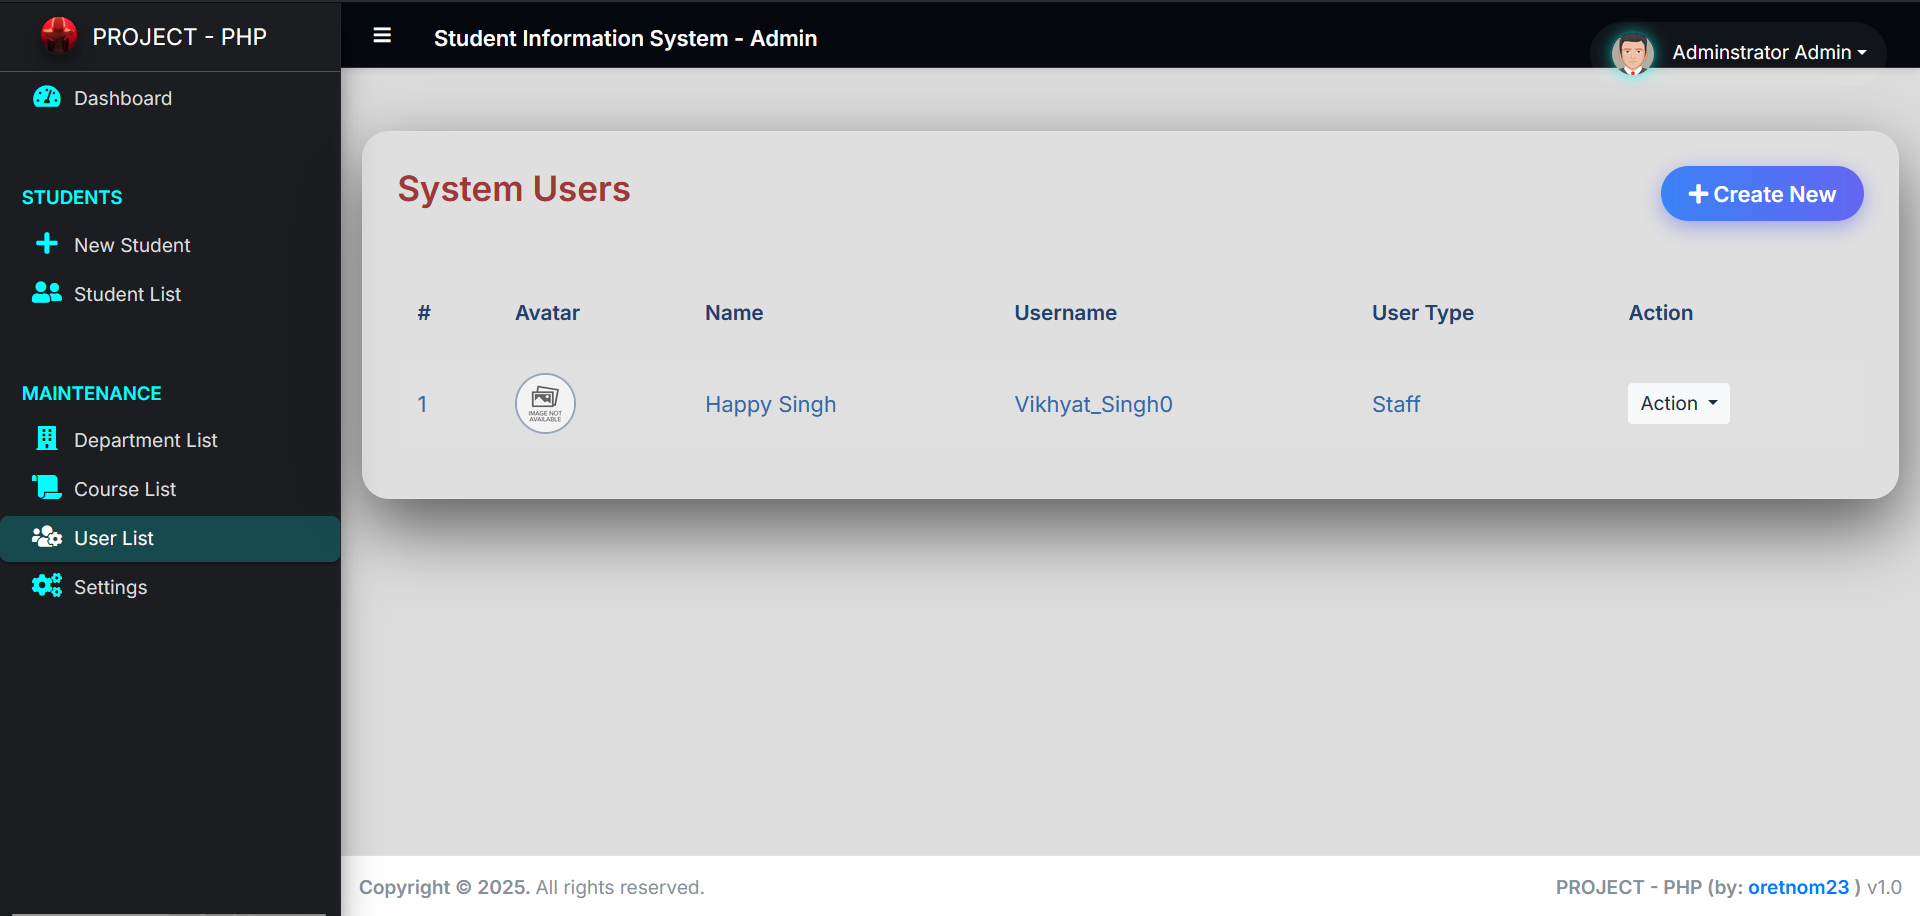 PROJECT - PHP
Student Information System - Admin
Adminstrator Admin
Dashboard
STUDENTS
New Student
Student List
MAINTENANCE
Department List
Course List
User List
Settings
System Users
Create New
# Avatar Name Username User Type Action
1 IMAGE NOT AVAILABLE Happy Singh Vikhyat_Singh0 Staff Action
Copyright © 2025. All rights reserved.
PROJECT - PHP (by: oretnom23 ) v1.0